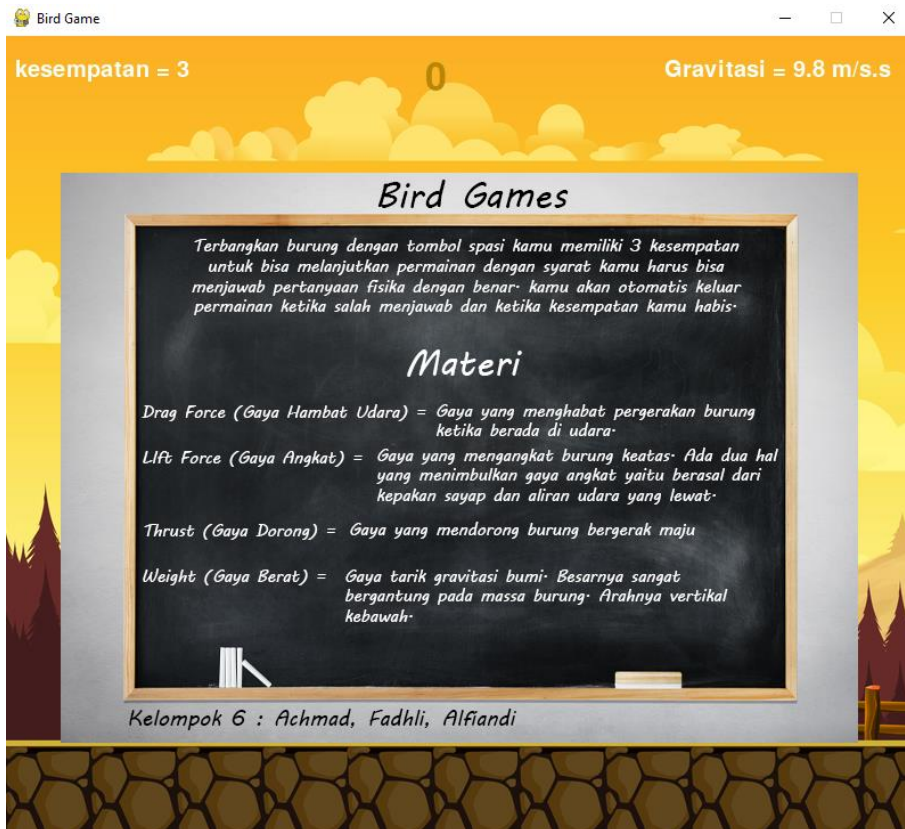 Bird Game
kesempatan = 3
0
Gravitasi = 9.8 m/s.s
Bird Games
Terbangkan burung dengan tombol spasi kamu memiliki 3 kesempatan
untuk bisa melanjutkan permainan dengan syarat kamu harus bisa
menjawab pertanyaan fisika dengan benar. kamu akan otomatis keluar
permainan ketika salah menjawab dan ketika kesempatan kamu habis.
Materi
Drag Force (Gaya Hambat Udara) = Gaya yang menghabat pergerakan burung
ketika berada di udara.
LIft Force (Gaya Angkat) = Gaya yang mengangkat burung keatas. Ada dua hal
yang menimbulkan gaya angkat yaitu berasal dari
kepakan sayap dan aliran udara yang lewat.
Thrust (Gaya Dorong) = Gaya yang mendorong burung bergerak maju
Weight (Gaya Berat) = Gaya tarik gravitasi bumi. Besarnya sangat
bergantung pada massa burung. Arahnya vertikal
kebawah.
Kelompok 6 : Achmad, Fadhli, Alfiandi